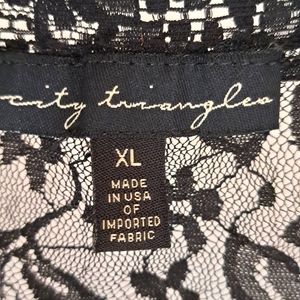 city triangles
XL
MADE
IN USA
OF
IMPORTED
FABRIC